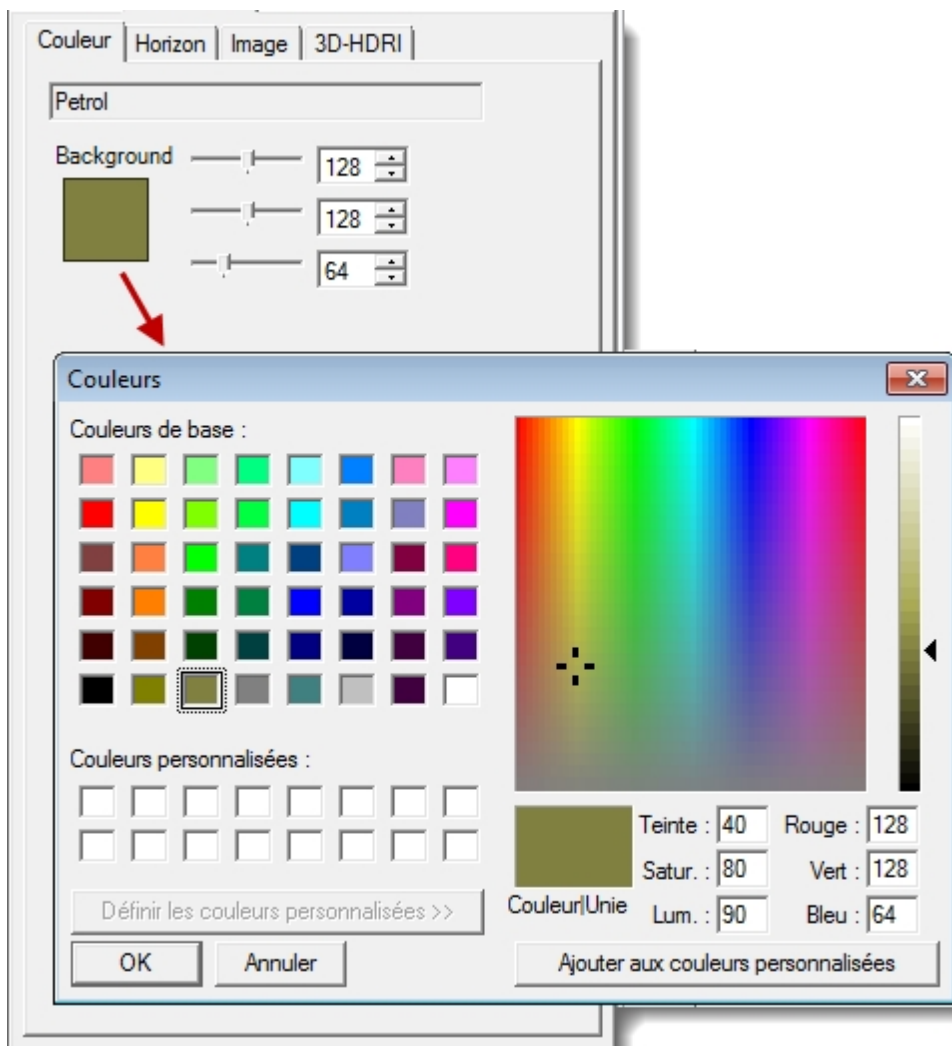 Couleur Horizon Image 3D-HDRI
Petrol
Background 128
128
64
Couleurs
Couleurs de base :
Couleurs personnalisées :
Définir les couleurs personnalisées >>
OK Annuler
Couleur|Unie
Teinte : 40 Rouge : 128
Satur. : 80 Vert : 128
Lum. : 90 Bleu : 64
Ajouter aux couleurs personnalisées